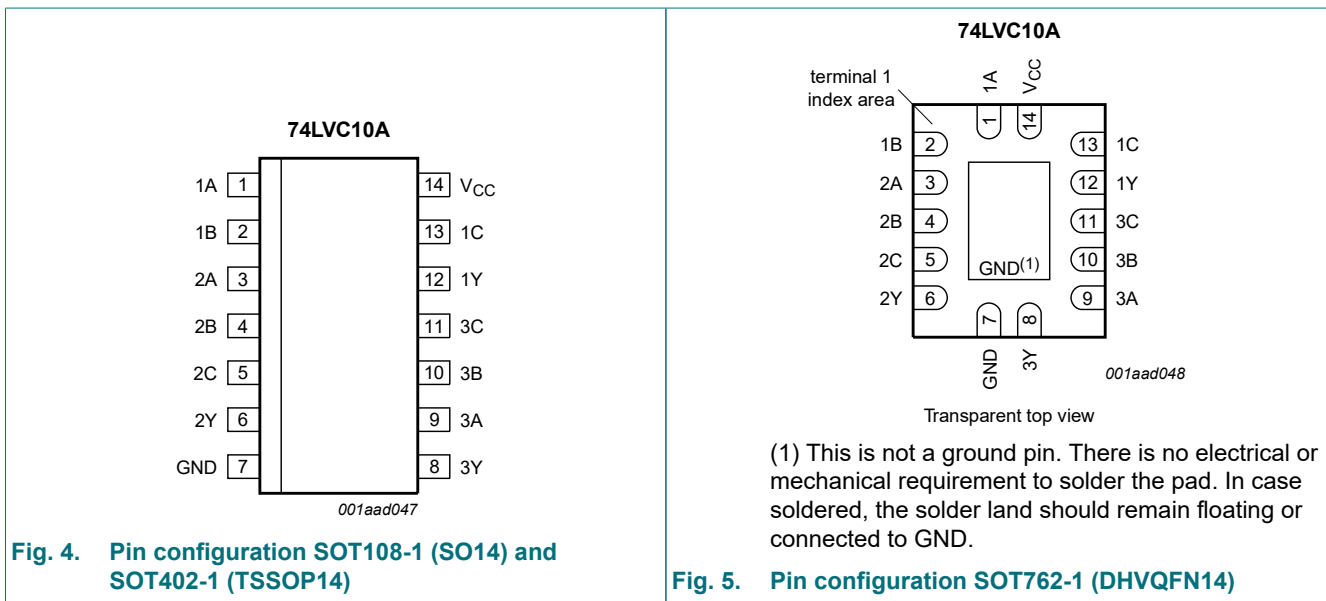 74LVC10A
1A 1 14 VCC
1B 2 13 1C
2A 3 12 1Y
2B 4 11 3C
2C 5 10 3B
2Y 6 9 3A
GND 7 8 3Y
001aad047
Fig. 4. Pin configuration SOT108-1 (SO14) and
SOT402-1 (TSSOP14)
74LVC10A
terminal 1
index area
1A VCC
1 14
1B 2 13 1C
2A 3 12 1Y
2B 4 11 3C
2C 5 10 3B
GND(1)
2Y 6 9 3A
7 8
GND 3Y
001aad048
Transparent top view
(1) This is not a ground pin. There is no electrical or
mechanical requirement to solder the pad. In case
soldered, the solder land should remain floating or
connected to GND.
Fig. 5. Pin configuration SOT762-1 (DHVQFN14)